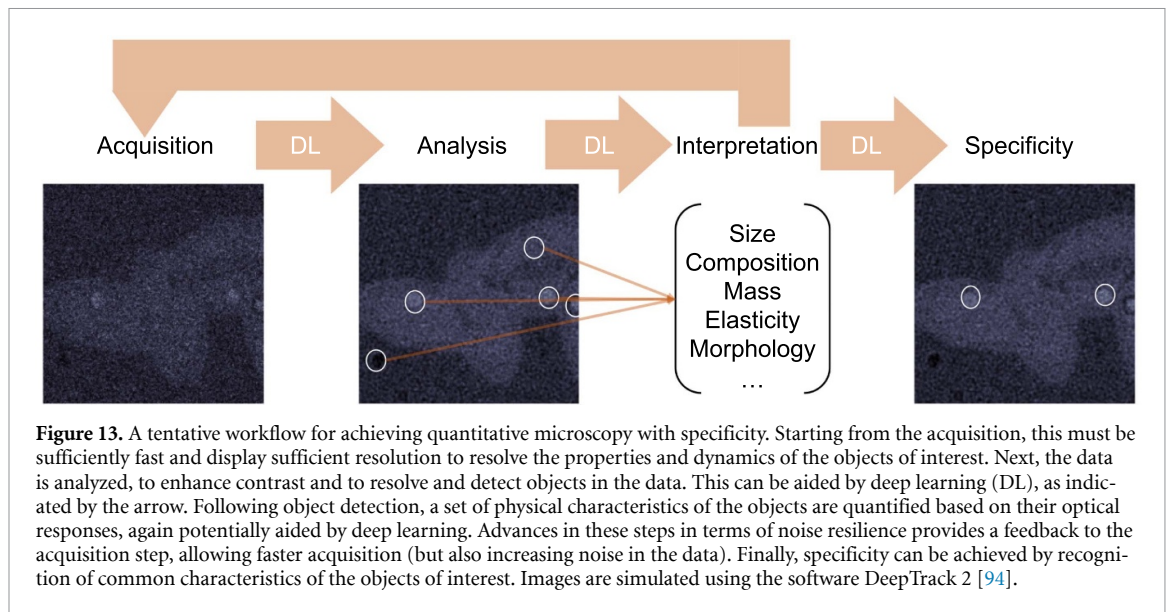 Acquisition
DL
Analysis
DL
Interpretation
DL
Specificity
Size
Composition
Mass
Elasticity
Morphology
...
Figure 13. A tentative workflow for achieving quantitative microscopy with specificity. Starting from the acquisition, this must be
sufficiently fast and display sufficient resolution to resolve the properties and dynamics of the objects of interest. Next, the data
is analyzed, to enhance contrast and to resolve and detect objects in the data. This can be aided by deep learning (DL), as indic-
ated by the arrow. Following object detection, a set of physical characteristics of the objects are quantified based on their optical
responses, again potentially aided by deep learning. Advances in these steps in terms of noise resilience provides a feedback to the
acquisition step, allowing faster acquisition (but also increasing noise in the data). Finally, specificity can be achieved by recogni-
tion of common characteristics of the objects of interest. Images are simulated using the software DeepTrack 2 [94].